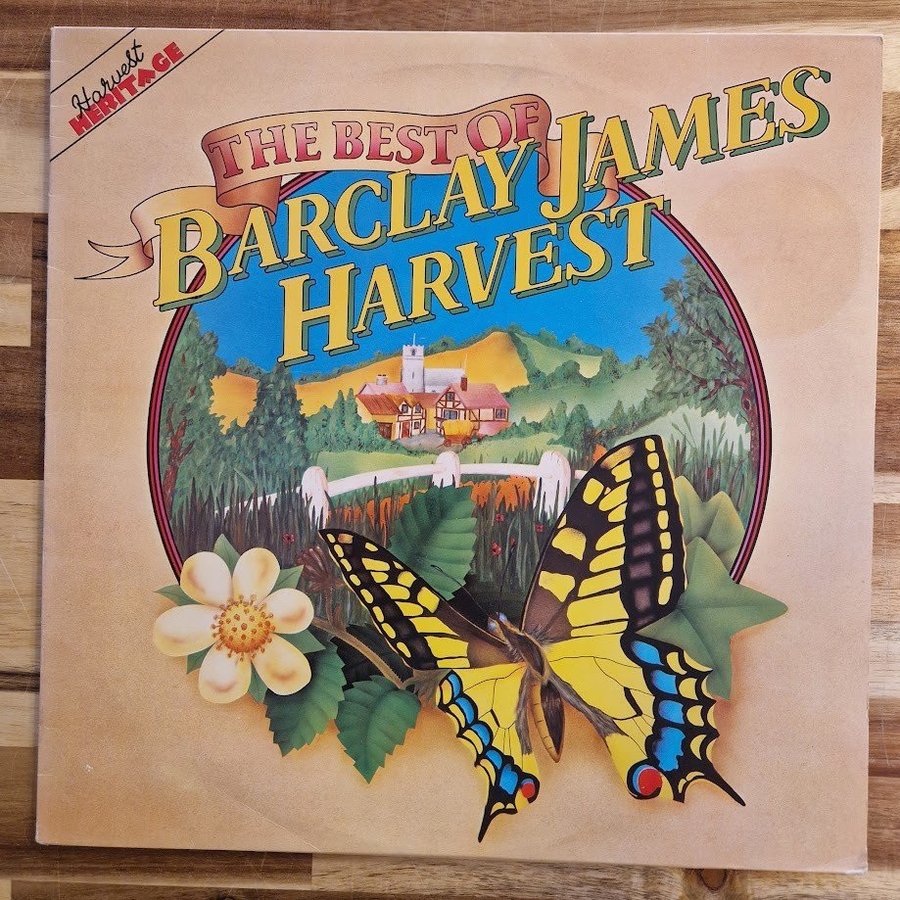 Harvest
HERITAGE
THE BEST OF
BARCLAY JAMES
HARVEST